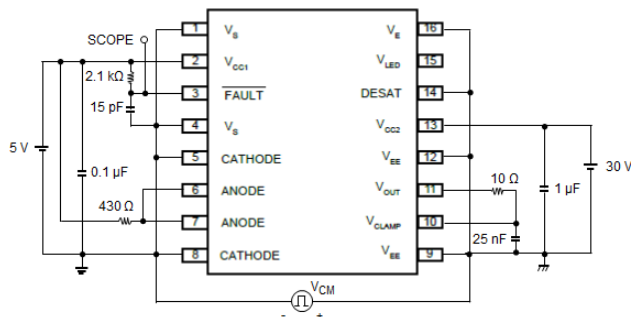 SCOPE
2.1 kΩ
15 pF
5 V
0.1 µF
430 Ω
1 VS
2 VCC1
3 FAULT
4 VS
5 CATHODE
6 ANODE
7 ANODE
8 CATHODE
VE 16
VLED 15
DESAT 14
VCC2 13
VEE 12
VOUT 11
VCLAMP 10
VEE 9
10 Ω
1 µF
30 V
25 nF
VCM
- +